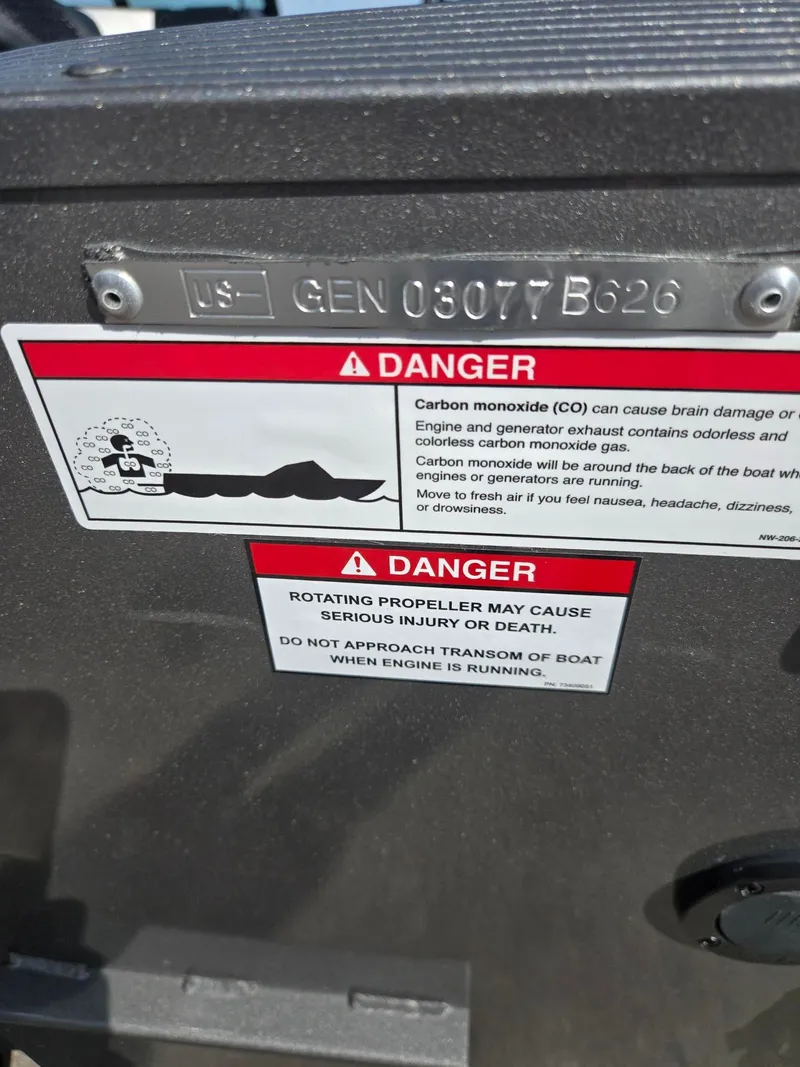 US- GEN 03077B626
⚠ DANGER
Carbon monoxide (CO) can cause brain damage or
Engine and generator exhaust contains odorless and
colorless carbon monoxide gas.
Carbon monoxide will be around the back of the boat
engines or generators are running.
Move to fresh air if you feel nausea, headache, dizziness,
or drowsiness.
⚠ DANGER
ROTATING PROPELLER MAY CAUSE
SERIOUS INJURY OR DEATH.
DO NOT APPROACH TRANSOM OF BOAT
WHEN ENGINE IS RUNNING.